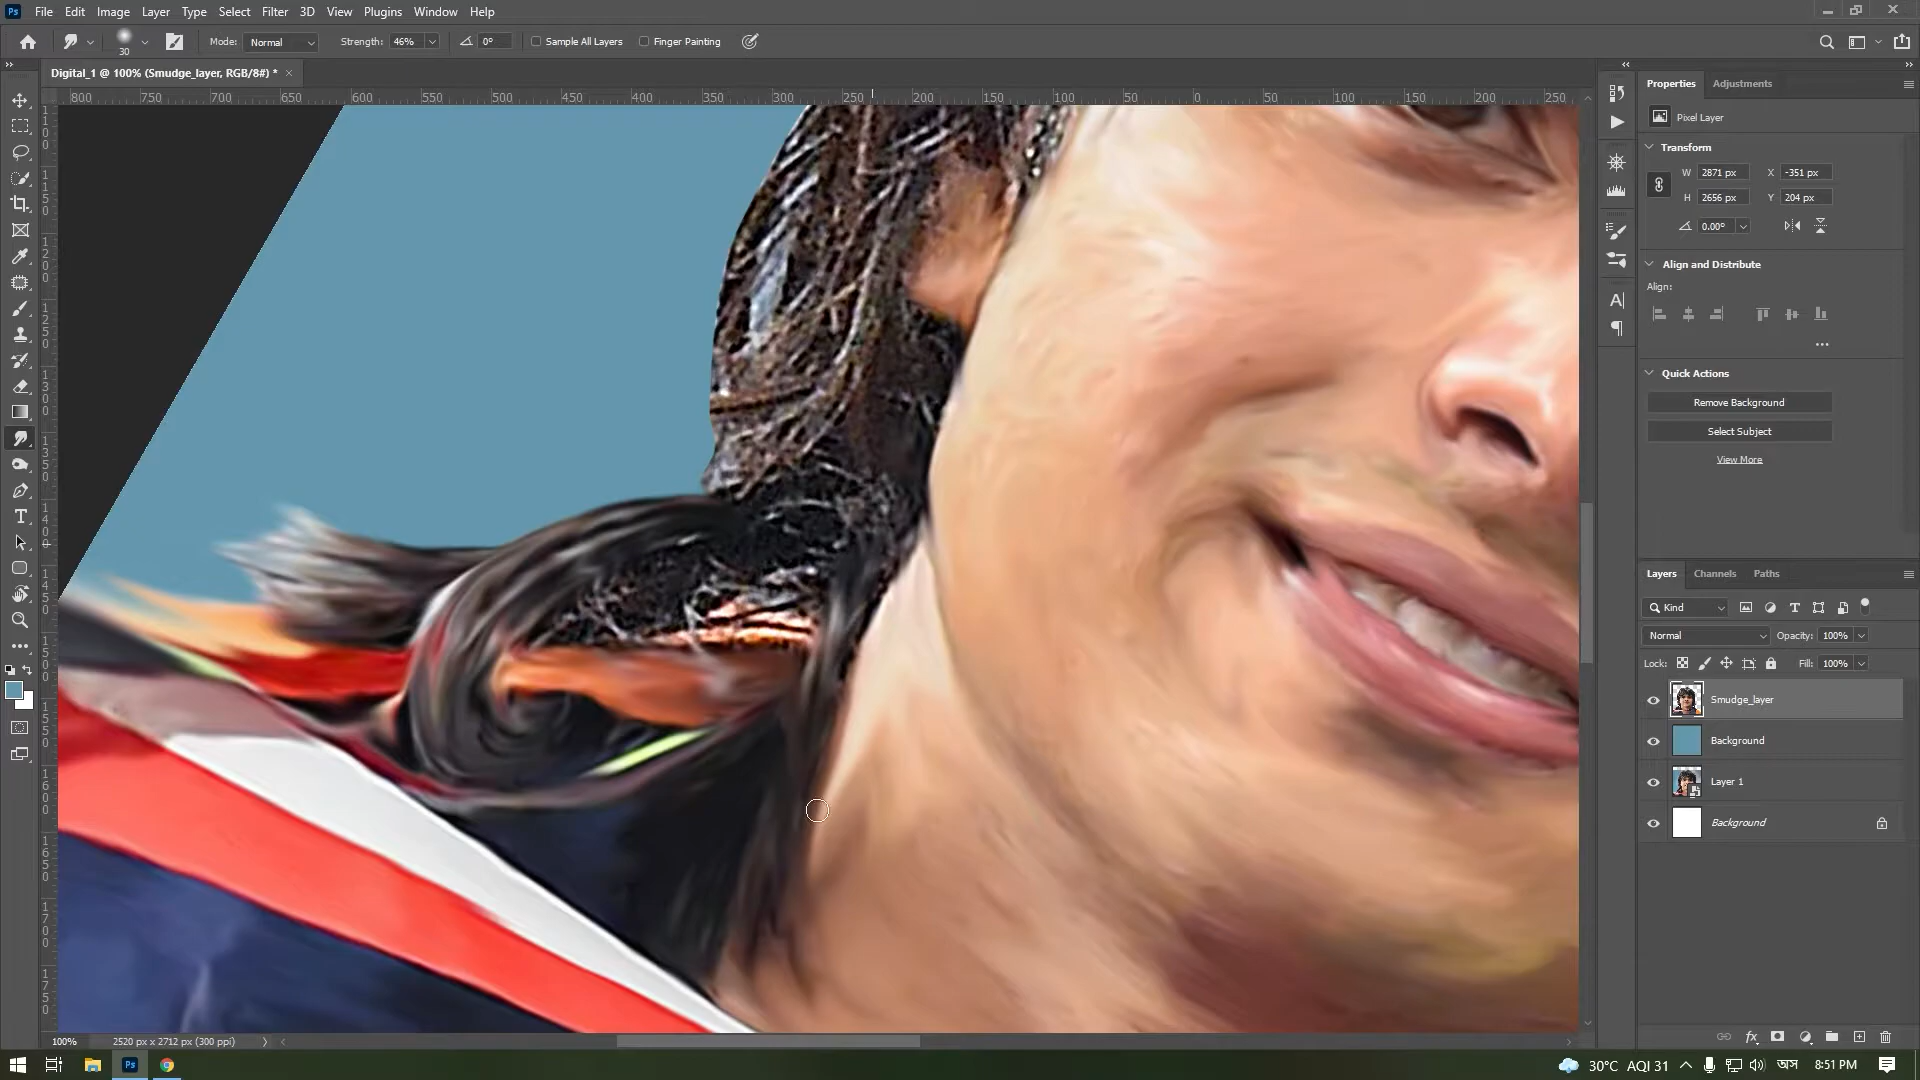 Ps File Edit Image Layer Type Select Filter 3D View Plugins Window Help
30 Mode: Normal Strength: 46% 0° Sample All Layers Finger Painting
Digital_1 @ 100% (Smudge_layer, RGB/8#) * ×
800 750 700 650 600 550 500 450 400 350 300 250 200 150 100 50 0 50 100 150 200 250
Properties Adjustments
Pixel Layer
Transform
W 2871 px X -351 px
H 2656 px Y 204 px
0.00°
Align and Distribute
Align:
Quick Actions
Remove Background
Select Subject
View More
Layers Channels Paths
Kind
Normal Opacity: 100%
Lock: Fill: 100%
Smudge_layer
Background
Layer 1
Background
100% 2520 px x 2712 px (300 ppi)
Ps 30°C AQI 31 অস 8:51 PM